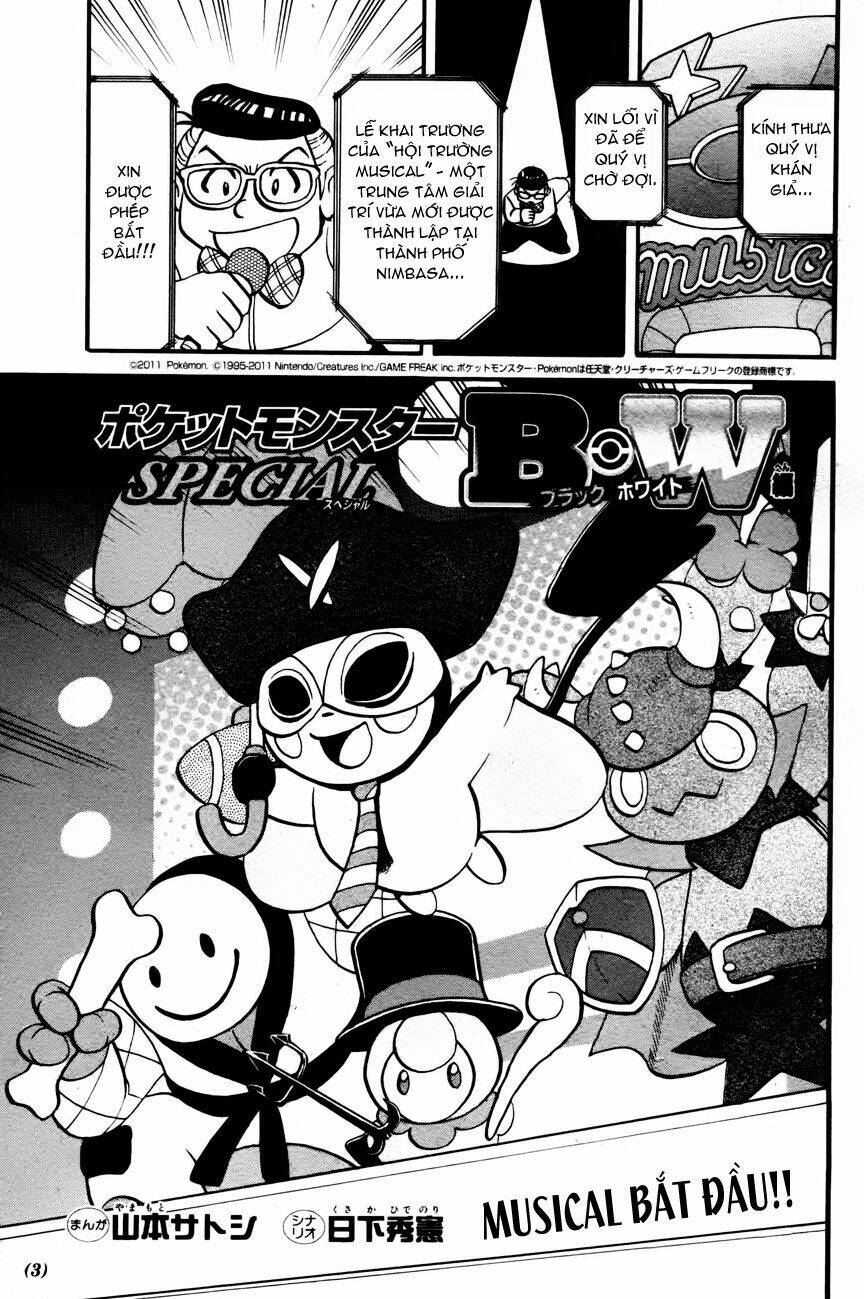 KÍNH THƯA
QUÝ VỊ
KHÁN
GIẢ...
XIN LỖI VÌ
ĐÃ ĐỂ
QUÝ VỊ
CHỜ ĐỢI.
LỄ KHAI TRƯƠNG
CỦA "HỘI TRƯỜNG
MUSICAL" - MỘT
TRUNG TÂM GIẢI
TRÍ VỪA MỚI ĐƯỢC
THÀNH LẬP TẠI
THÀNH PHỐ
NIMBASA...
XIN
ĐƯỢC
PHÉP
BẮT
ĐẦU!!!
musica
©2011 Pokémon. ©1995-2011 Nintendo/Creatures Inc./GAME FREAK inc. ポケットモンスター・Pokémonは任天堂・クリーチャーズ・ゲームフリークの登録商標です。
ポケットモンスター
SPECIAL
スペシャル
B・W編
へん
ブラック ホワイト
MUSICAL BẮT ĐẦU!!
やまもと
まんが 山本サトシ
くさかひでのり
シナリオ 日下秀憲
(3)